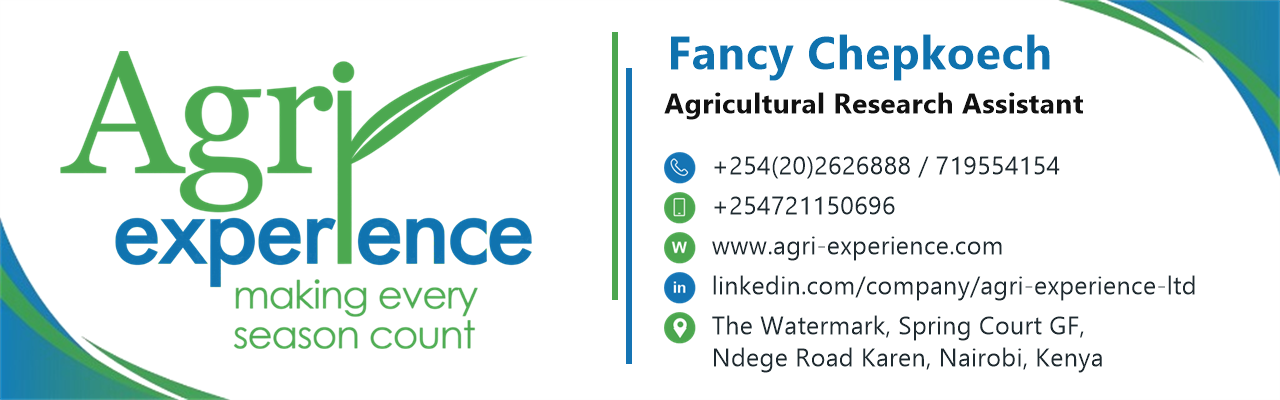 Agri
experience
making every
season count
Fancy Chepkoech
Agricultural Research Assistant
+254(20)2626888 / 719554154
+254721150696
W www.agri-experience.com
in linkedin.com/company/agri-experience-ltd
The Watermark, Spring Court GF,
Ndege Road Karen, Nairobi, Kenya